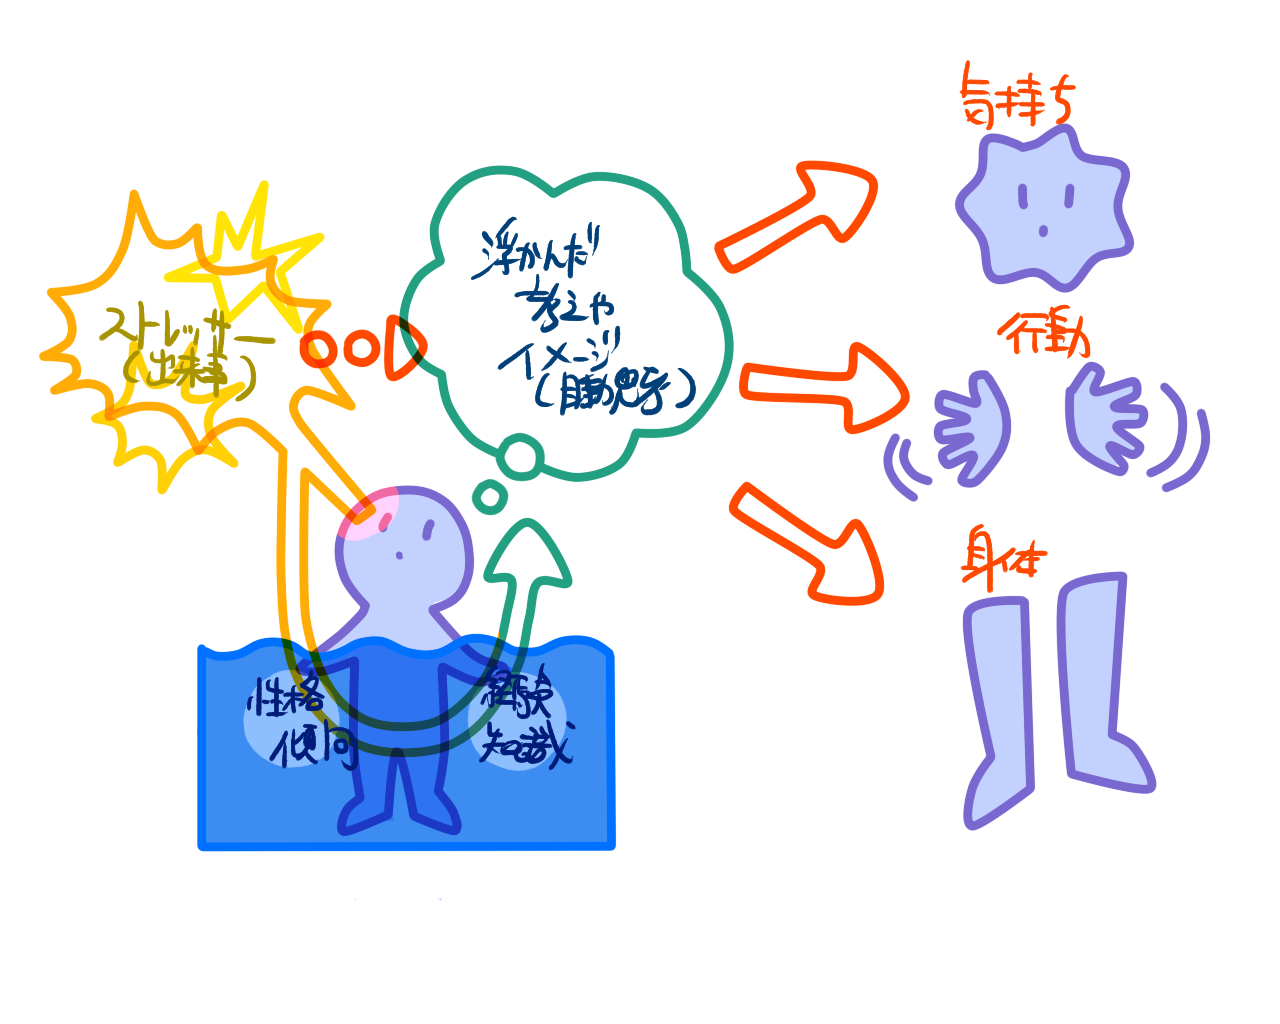 ストレッサー
(出来事)
浮かんだ
考えや
イメージ
(自動思考)
気持ち
行動
身体
性格
傾向
経験
知識